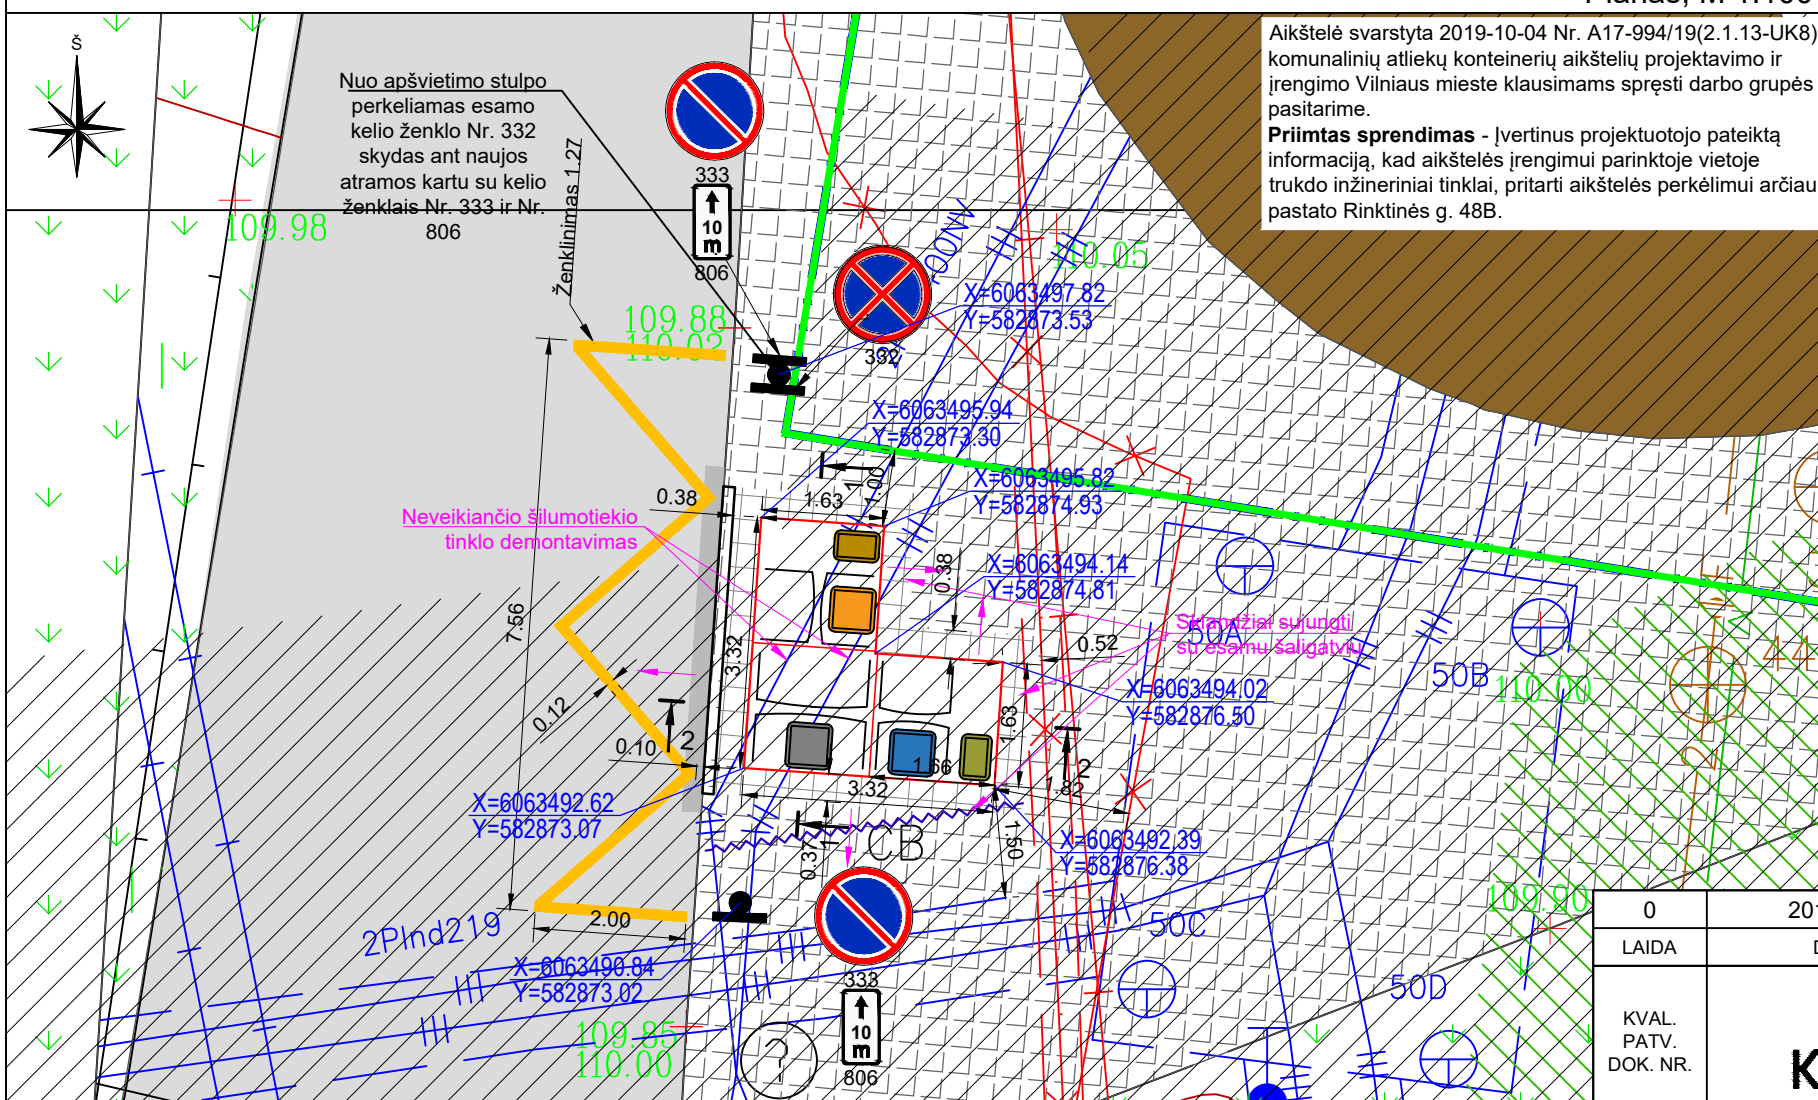 Aikštelė svarstyta 2019-10-04 Nr. A17-994/19(2.1.13-UK8)
komunalinių atliekų konteinerių aikštelių projektavimo ir
įrengimo Vilniaus mieste klausimams spręsti darbo grupės
pasitarime.
Priimtas sprendimas - Įvertinus projektuotojo pateiktą
informaciją, kad aikštelės įrengimui parinktoje vietoje
trukdo inžineriniai tinklai, pritarti aikštelės perkėlimui arčiau
pastato Rinktinės g. 48B.
Š
Nuo apšvietimo stulpo
perkeliamas esamo
kelio ženklo Nr. 332
skydas ant naujos
atramos kartu su kelio
ženklais Nr. 333 ir Nr.
806
Ženklinimas 1.27
333
10
m
806
332
109.98
109.88
110.02
110.05
X=6063497.82
Y=582873.53
X=6063495.94
Y=582873.30
X=6063495.82
Y=582874.93
X=6063494.14
Y=582874.81
X=6063494.02
Y=582876.50
X=6063492.62
Y=582873.07
X=6063492.39
Y=582876.38
X=6063490.84
Y=582873.02
Neveikiančio šilumotiekio
tinklo demontavimas
Sklandžiai sujungti
su esamu šaligatviu
0.38
1.63
1.00
1
7.56
3.32
0.38
0.52
0.12
0.10
2
1.63
1.66
3.32
1.82
2
1.50
0.37
1
CB
2.00
2Plnd219
50A
50B
50C
50D
44
110.00
109.90
109.85
110.00
?
333
10
m
806
0
201
LAIDA
D
KVAL.
PATV.
DOK. NR.
K